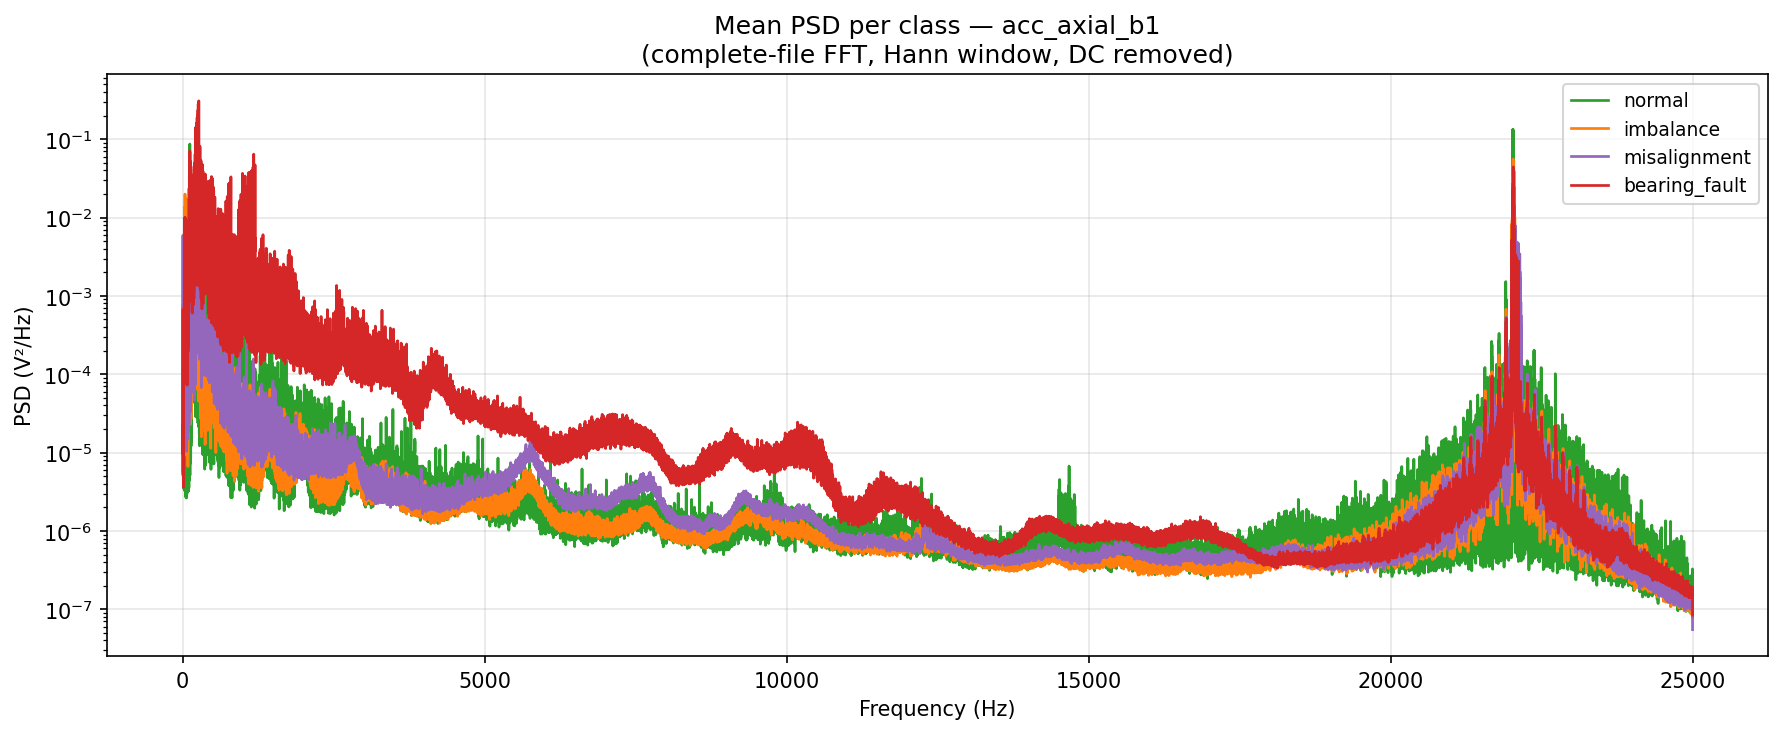 Mean PSD per class — acc_axial_b1
(complete-file FFT, Hann window, DC removed)
normal
imbalance
misalignment
bearing_fault
PSD (V²/Hz)
10⁻¹
10⁻²
10⁻³
10⁻⁴
10⁻⁵
10⁻⁶
10⁻⁷
0 5000 10000 15000 20000 25000
Frequency (Hz)